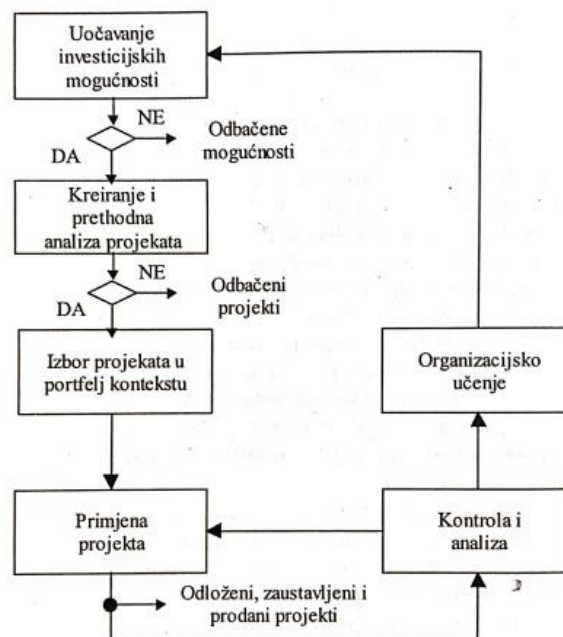 Uočavanje
investicijskih
mogućnosti
NE
Odbačene
mogućnosti
DA
Kreiranje i
prethodna
analiza projekata
NE
Odbačeni
projekti
DA
Izbor projekata u
portfelj kontekstu
Organizacijsko
učenje
Primjena
projekta
Kontrola i
analiza
Odloženi, zaustavljeni i
prodani projekti